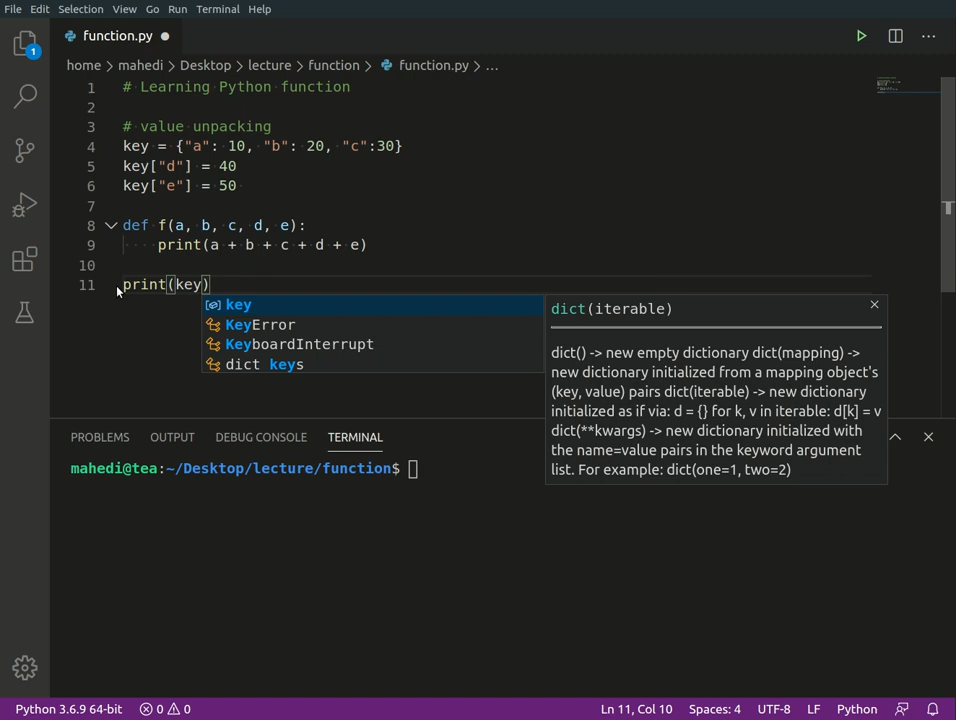 File Edit Selection View Go Run Terminal Help
1
function.py
home > mahedi > Desktop > lecture > function > function.py > ...
1 # Learning Python function
2
3 # value unpacking
4 key = {"a": 10, "b": 20, "c":30}
5 key["d"] = 40
6 key["e"] = 50
7
8 def f(a, b, c, d, e):
9 print(a + b + c + d + e)
10
11 print(key)
key
KeyError
KeyboardInterrupt
dict keys
dict(iterable)
dict() -> new empty dictionary dict(mapping) ->
new dictionary initialized from a mapping object's
(key, value) pairs dict(iterable) -> new dictionary
initialized as if via: d = {} for k, v in iterable: d[k] = v
dict(**kwargs) -> new dictionary initialized with
the name=value pairs in the keyword argument
list. For example: dict(one=1, two=2)
PROBLEMS OUTPUT DEBUG CONSOLE TERMINAL
mahedi@tea:~/Desktop/lecture/function$
Python 3.6.9 64-bit 0 0 Ln 11, Col 10 Spaces: 4 UTF-8 LF Python